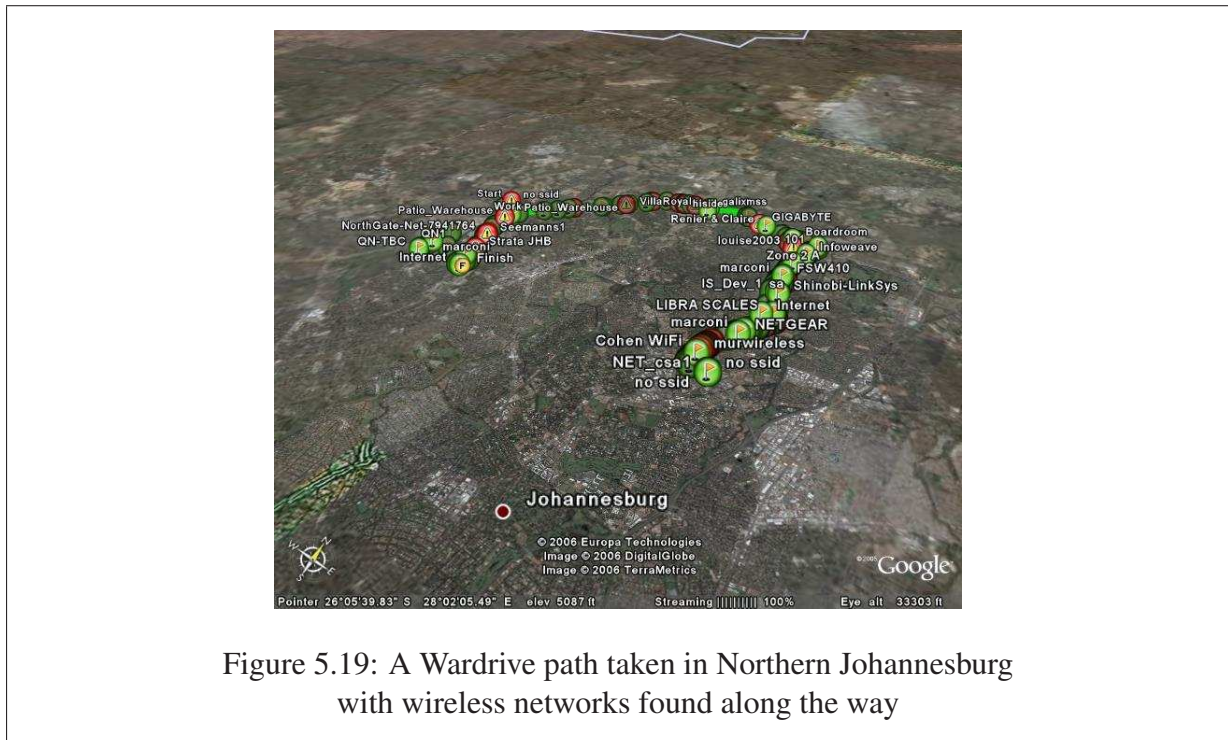 Start no ssid
Work
Patio_Warehouse Patio_Warehouse VillaRoyal hiside galixmss
NorthGate-Net-7941764 Seemanns1 Renier & Claire GIGABYTE
QN1
QN-TBC marconi Strata JHB louise2003 101 Boardroom
Internet Finish Zone 2 A Infoweave
marconi FSW410
IS_Dev_1 sa Shinobi-LinkSys
LIBRA SCALES Internet
marconi NETGEAR
Cohen WiFi murwireless
NET_csa1 no ssid
no ssid
Johannesburg
© 2006 Europa Technologies
Image © 2006 DigitalGlobe
Image © 2006 TerraMetrics
©2005 Google
N
W
E
S
F
Pointer 26°05'39.83" S 28°02'05.49" E elev 5087 ft Streaming ||||||||| 100% Eye alt 33303 ft
Figure 5.19: A Wardrive path taken in Northern Johannesburg
with wireless networks found along the way